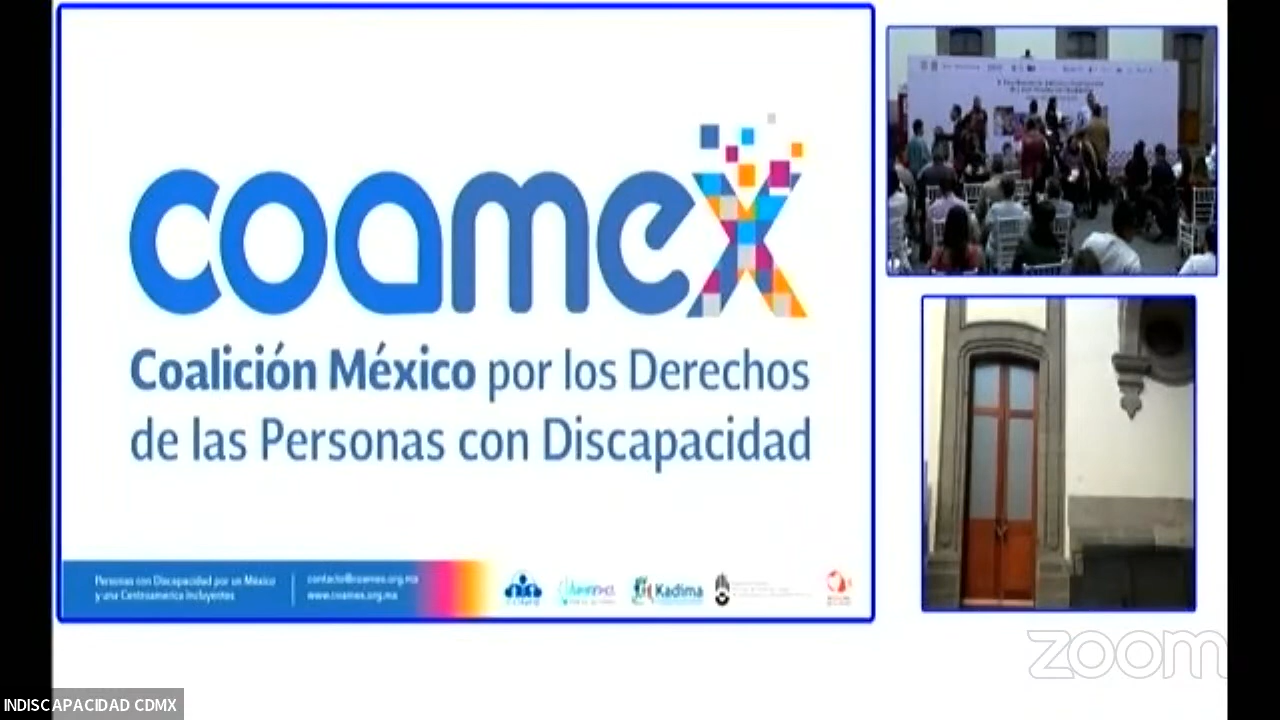 coamex
Coalición México por los Derechos
de las Personas con Discapacidad
Personas con Discapacidad por un México
y una Centroamerica Incluyentes
contacto@coamex.org.mx
www.coamex.org.mx
Kadima
zoom
INDISCAPACIDAD CDMX